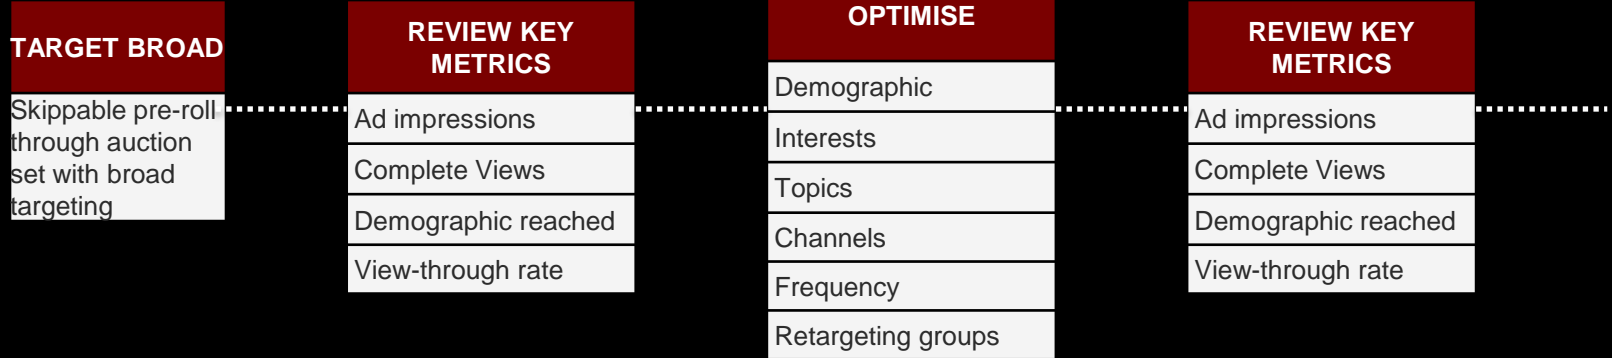 TARGET BROAD
Skippable pre-roll
through auction
set with broad
targeting
REVIEW KEY
METRICS
Ad impressions
Complete Views
Demographic reached
View-through rate
OPTIMISE
Demographic
Interests
Topics
Channels
Frequency
Retargeting groups
REVIEW KEY
METRICS
Ad impressions
Complete Views
Demographic reached
View-through rate